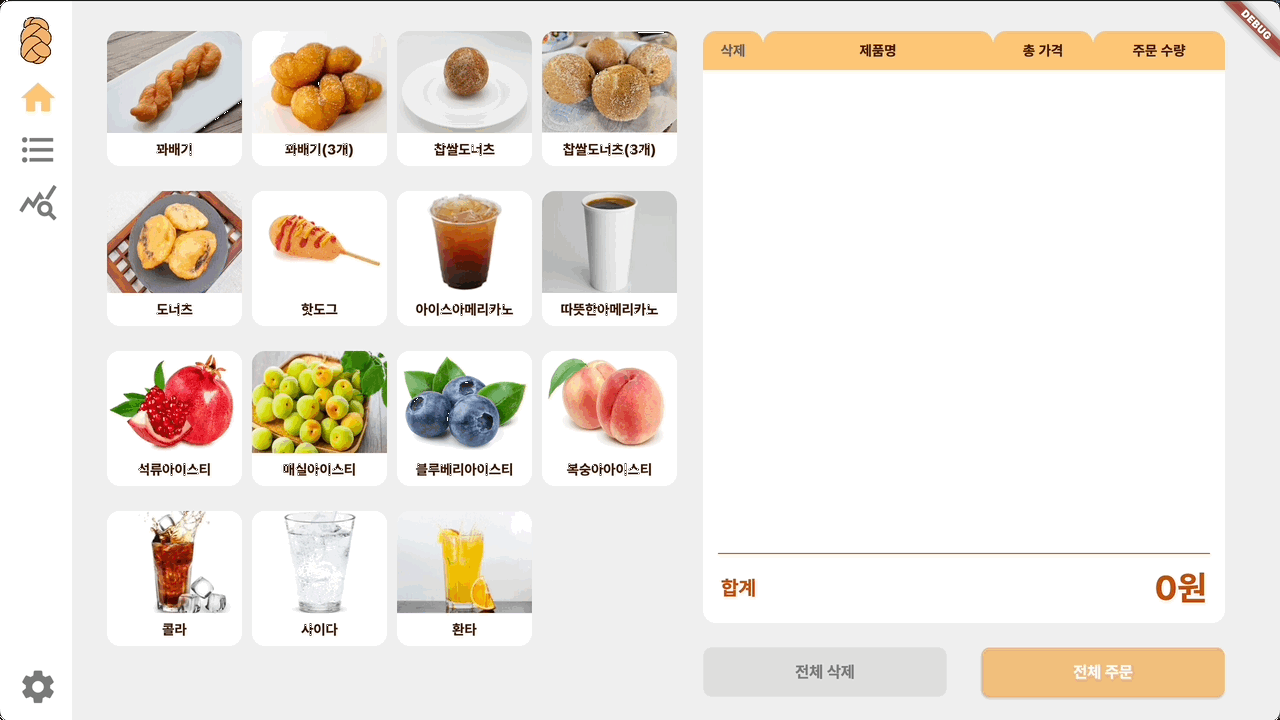 DEBUG
삭제 제품명 총 가격 주문 수량
꽈배기 꽈배기(3개) 찹쌀도너츠 찹쌀도너츠(3개)
도너츠 핫도그 아이스아메리카노 따뜻한아메리카노
석류아이스티 매실아이스티 블루베리아이스티 복숭아아이스티
콜라 사이다 환타
합계 0원
전체 삭제 전체 주문